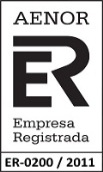 AENOR
ER
Empresa
Registrada
ER-0200 / 2011